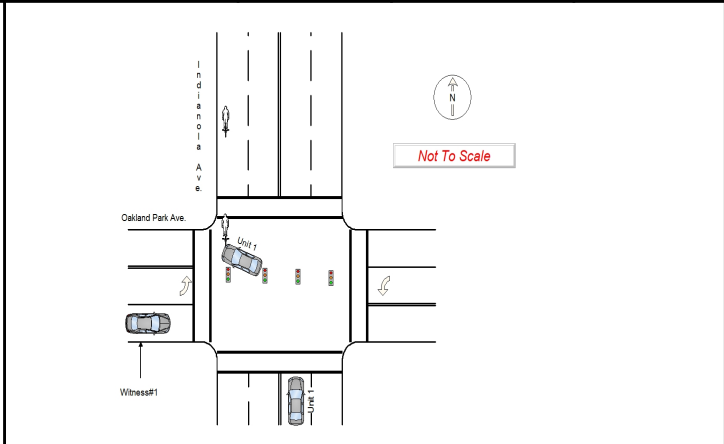 Indianola Ave.
N
Not To Scale
Oakland Park Ave.
Unit 1
Witness#1
Unit 1